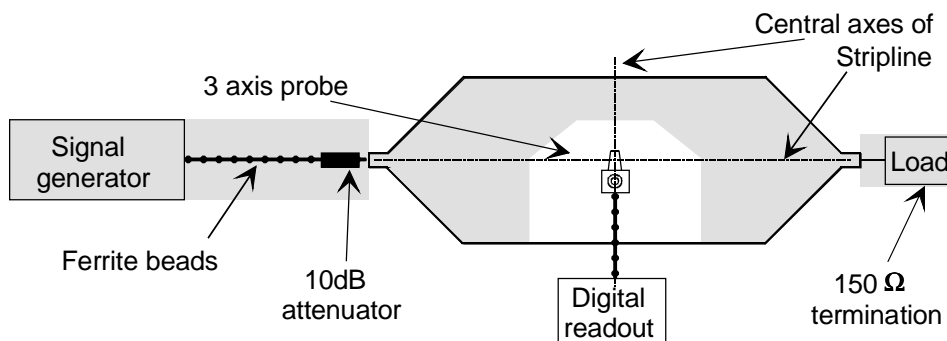 Central axes of
Stripline
3 axis probe
Signal
generator
Load
Ferrite beads
10dB
attenuator
Digital
readout
150 Ω
termination